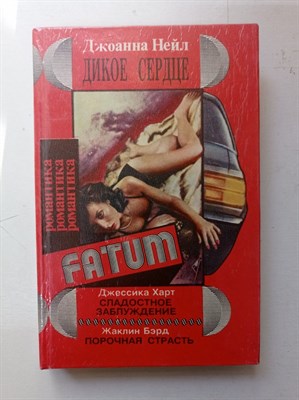 Джоанна Нейл
ДИКОЕ СЕРДЦЕ
романтика
романтика
романтика
FATUM
Джессика Харт
СЛАДОСТНОЕ
ЗАБЛУЖДЕНИЕ
Жаклин Бэрд
ПОРОЧНАЯ СТРАСТЬ